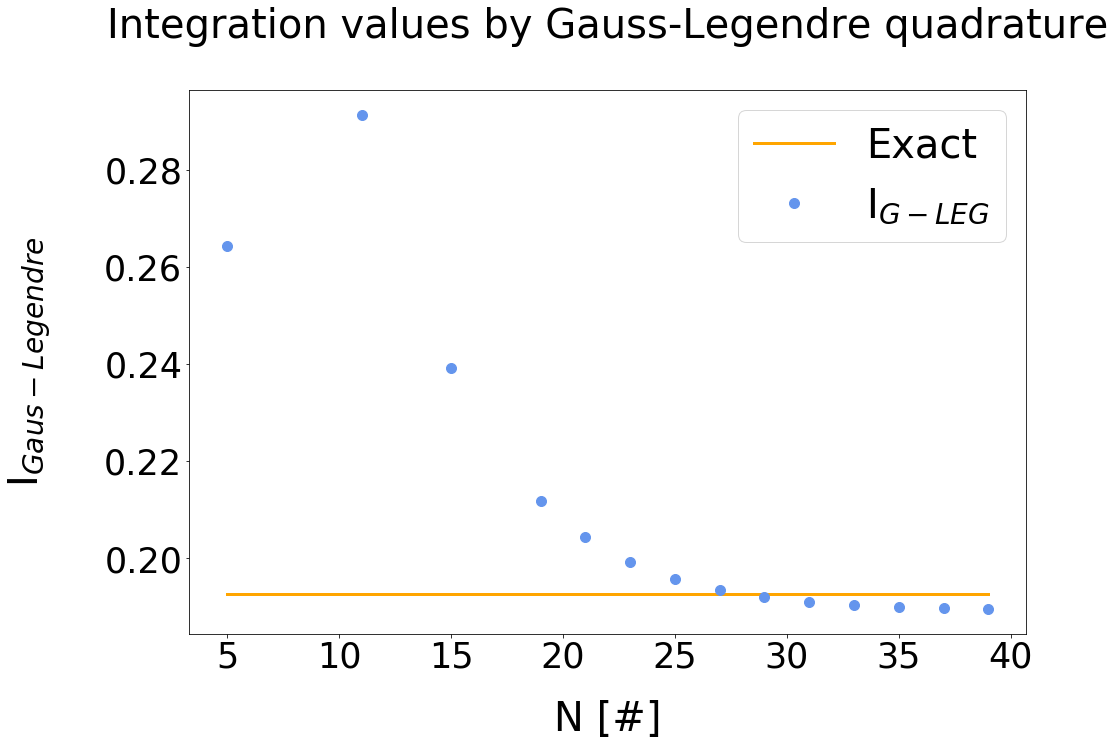 Integration values by Gauss-Legendre quadrature
Exact
I_{G−LEG}
0.28
0.26
0.24
0.22
0.20
I_{Gaus−Legendre}
5 10 15 20 25 30 35 40
N [#]